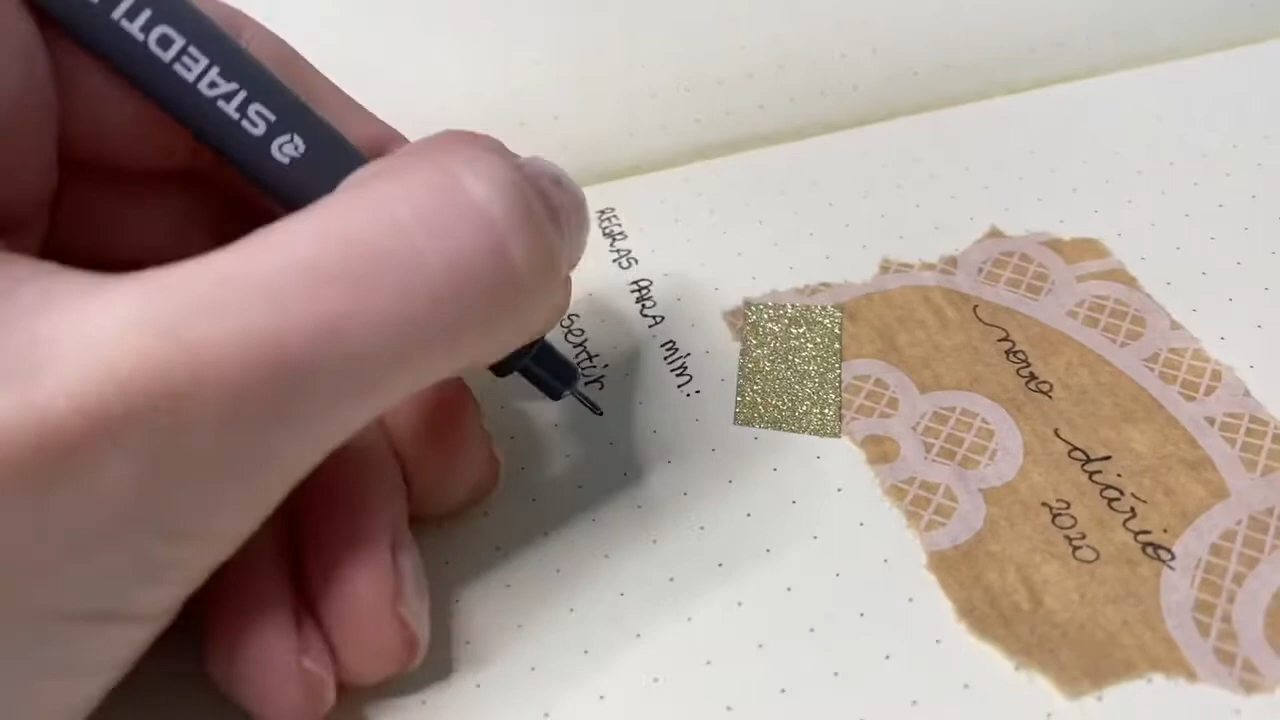 STAEDTL
REGRAS PARA mim:
sentir
novo
diário
2020